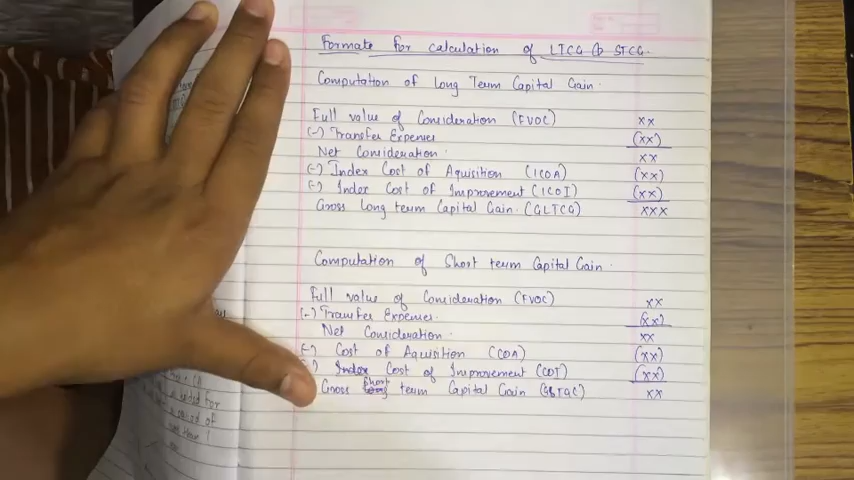 Formate for calculation of LTCG & STCG.
Computation of Long Term Capital Gain.
Full value of Consideration (FVOC) xx
(-) Transfer Expenses (xx)
Net Consideration. xx
(-) Index Cost of Aquisition (ICOA) (xx)
(-) Index Cost of Improvement (ICOI) (xx)
Gross Long term Capital Gain. (GLTCG) xxx
Computation of Short term Capital Gain.
Full value of Consideration (FVOC) xx
(-) Transfer Expenses. (xx)
Net Consideration. xx
(-) Cost of Aquisition (COA) (xx)
Cost of Improvement (COI) (xx)
Gross Short term Capital Gain xx